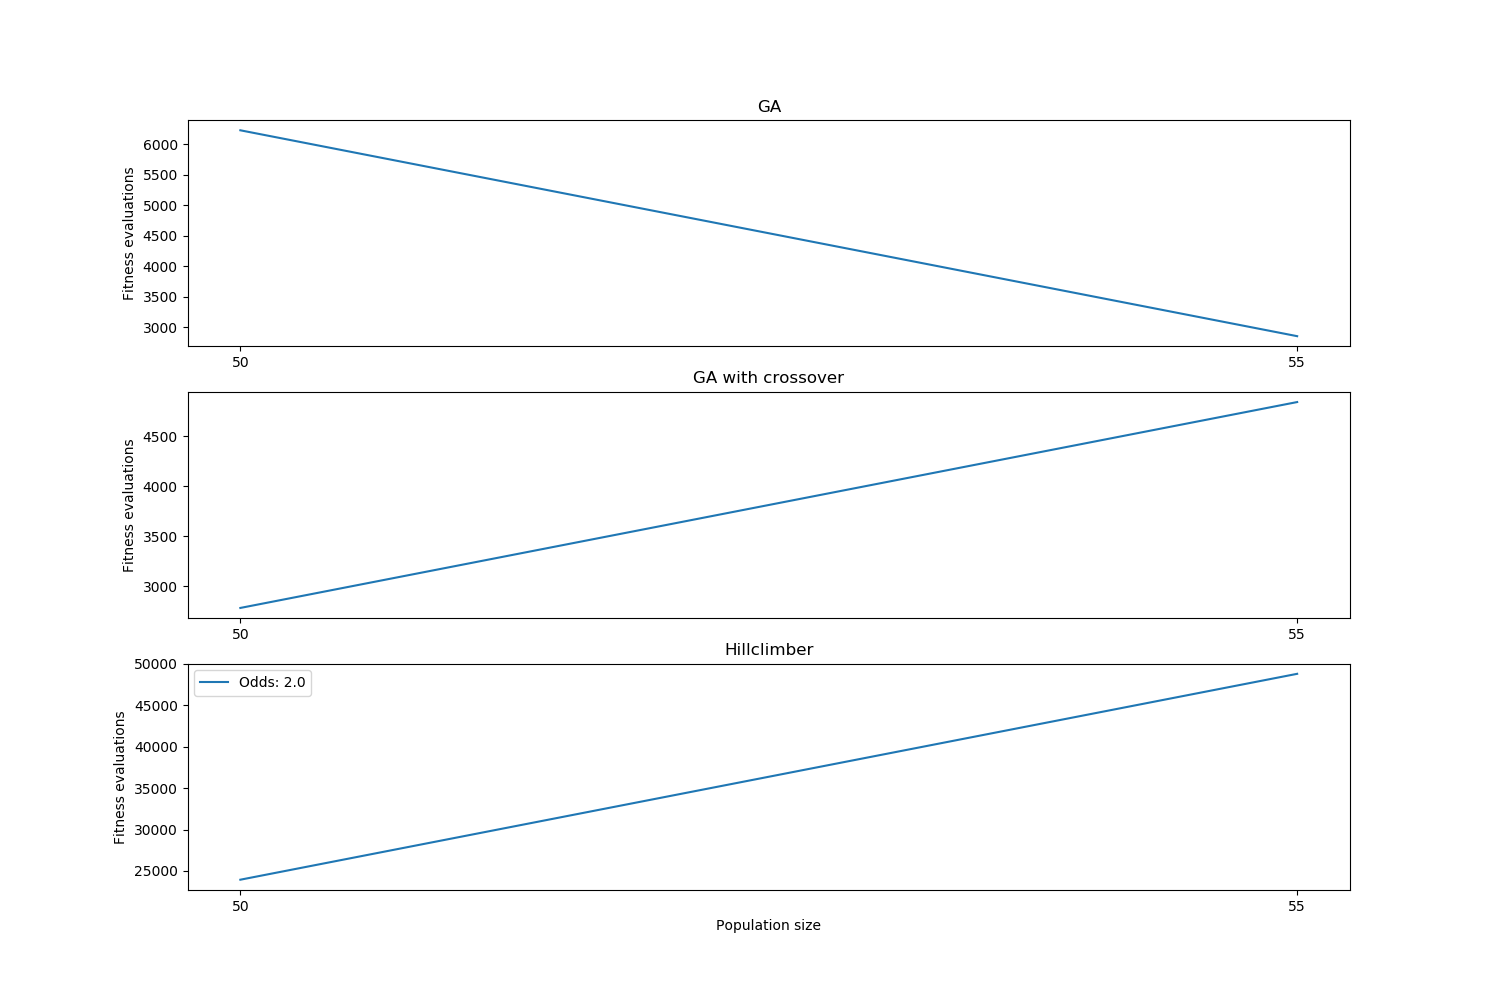 GA
Fitness evaluations
6000
5500
5000
4500
4000
3500
3000
50 55
GA with crossover
Fitness evaluations
4500
4000
3500
3000
50 55
Hillclimber
Fitness evaluations
50000
Odds: 2.0
45000
40000
35000
30000
25000
50 55
Population size